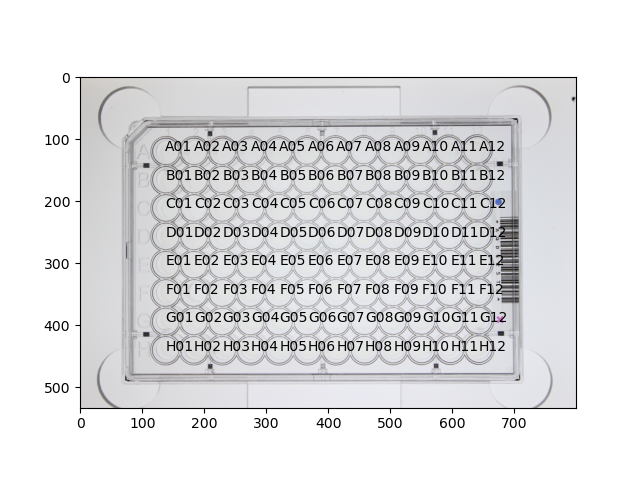 0
100
200
300
400
500
A01 A02 A03 A04 A05 A06 A07 A08 A09 A10 A11 A12
B01 B02 B03 B04 B05 B06 B07 B08 B09 B10 B11 B12
C01 C02 C03 C04 C05 C06 C07 C08 C09 C10 C11 C12
D01 D02 D03 D04 D05 D06 D07 D08 D09 D10 D11 D12
E01 E02 E03 E04 E05 E06 E07 E08 E09 E10 E11 E12
F01 F02 F03 F04 F05 F06 F07 F08 F09 F10 F11 F12
G01 G02 G03 G04 G05 G06 G07 G08 G09 G10 G11 G12
H01 H02 H03 H04 H05 H06 H07 H08 H09 H10 H11 H12
0 100 200 300 400 500 600 700